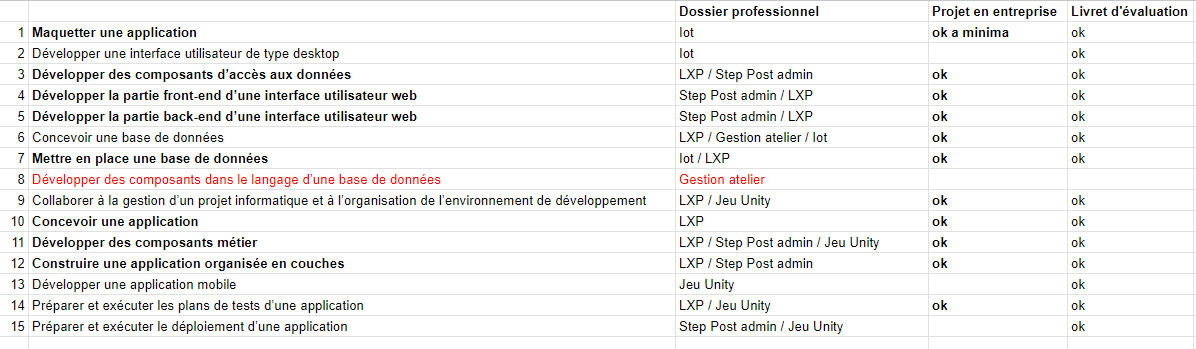 Dossier professionnel Projet en entreprise Livret d'évaluation
1 Maquetter une application Iot ok a minima ok
2 Développer une interface utilisateur de type desktop Iot ok
3 Développer des composants d’accès aux données LXP / Step Post admin ok ok
4 Développer la partie front-end d’une interface utilisateur web Step Post admin / LXP ok ok
5 Développer la partie back-end d’une interface utilisateur web Step Post admin / LXP ok ok
6 Concevoir une base de données LXP / Gestion atelier / Iot ok ok
7 Mettre en place une base de données Iot / LXP ok ok
8 Développer des composants dans le langage d’une base de données Gestion atelier
9 Collaborer à la gestion d’un projet informatique et à l’organisation de l’environnement de développement LXP / Jeu Unity ok ok
10 Concevoir une application LXP ok ok
11 Développer des composants métier LXP / Step Post admin / Jeu Unity ok ok
12 Construire une application organisée en couches LXP / Step Post admin ok ok
13 Développer une application mobile Jeu Unity ok
14 Préparer et exécuter les plans de tests d’une application LXP / Jeu Unity ok ok
15 Préparer et exécuter le déploiement d’une application Step Post admin / Jeu Unity ok